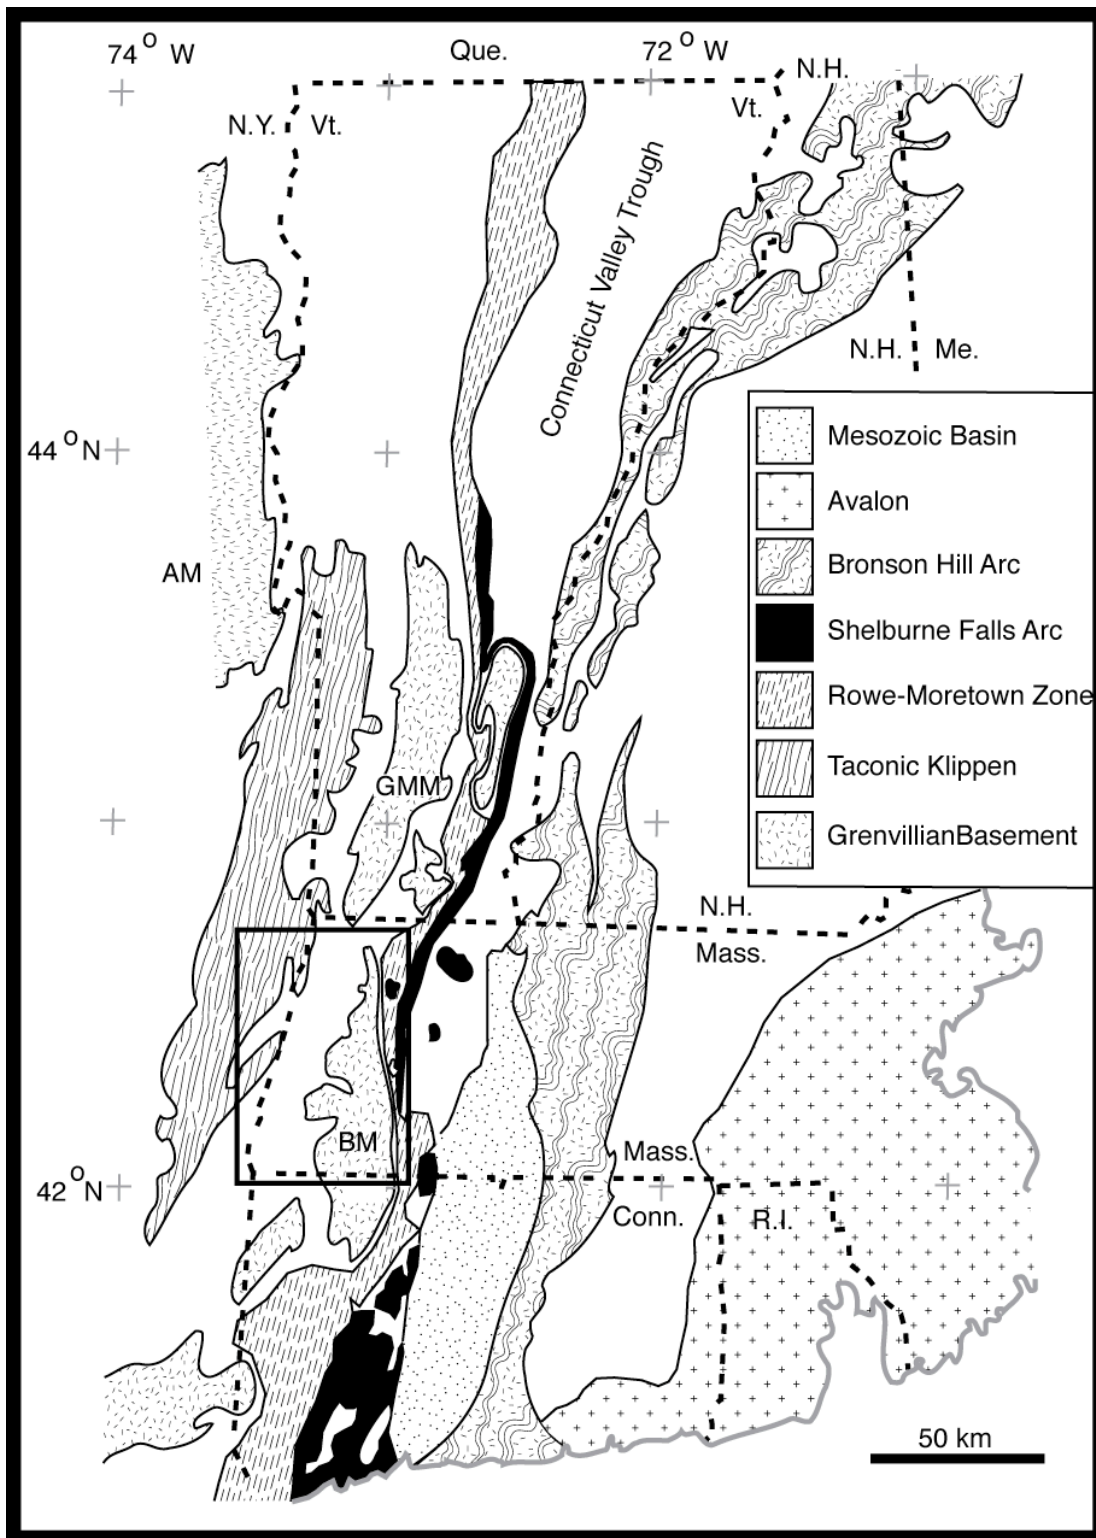 74 o W
Que.
72 o W
N.H.
N.Y.
Vt.
Vt.
Connecticut Valley Trough
N.H.
Me.
Mesozoic Basin
44 o N
Avalon
AM
Bronson Hill Arc
Shelburne Falls Arc
Rowe-Moretown Zone
Taconic Klippen
GMM
GrenvillianBasement
N.H.
Mass.
BM
Mass.
42 o N
Conn.
R.I.
50 km